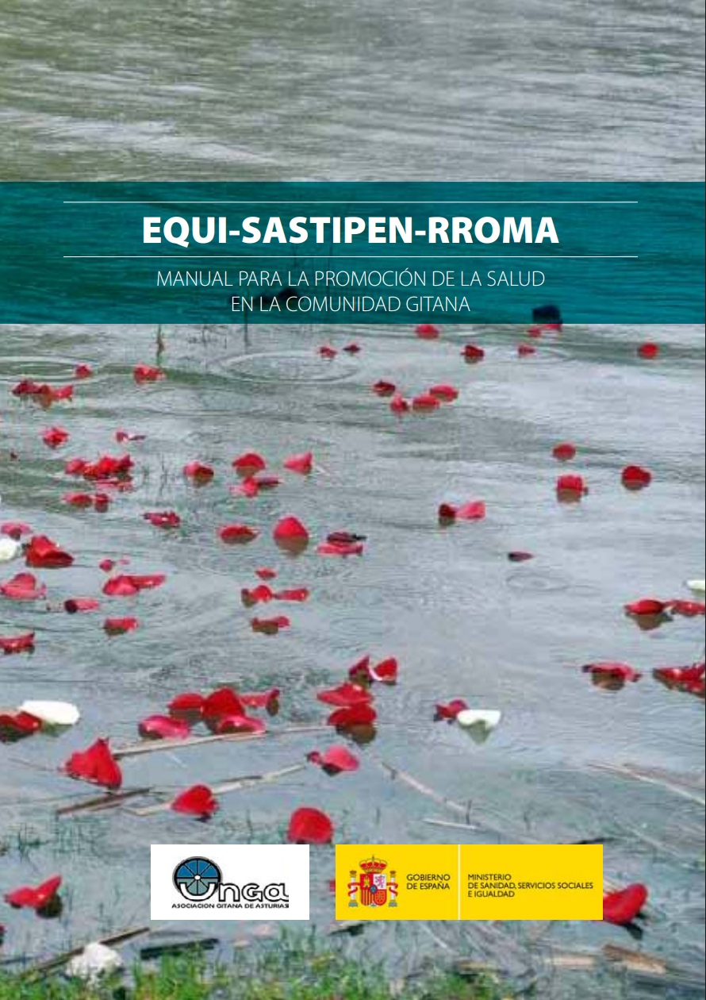 EQUI-SASTIPEN-RROMA
MANUAL PARA LA PROMOCIÓN DE LA SALUD
EN LA COMUNIDAD GITANA
Unga
ASOCIACION GITANA DE ASTURIAS
GOBIERNO
DE ESPAÑA
MINISTERIO
DE SANIDAD, SERVICIOS SOCIALES
E IGUALDAD